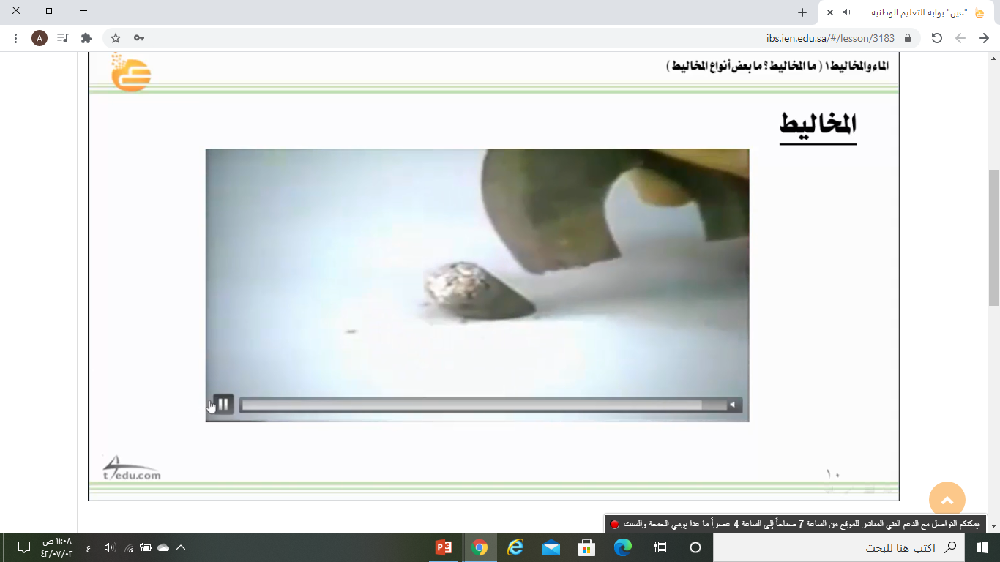 "عين" بوابة التعليم الوطنية
ibs.ien.edu.sa/#/lesson/3183
A
الماء والمخاليط١ ( ما المخاليط؟ ما بعض أنواع المخاليط )
المخاليط
t4edu.com
١٠
يمكنكم التواصل مع الدعم الفني المباشر للموقع من الساعة 7 صباحاً إلى الساعة 4 عصراً ما عدا يومي الجمعة والسبت
اكتب هنا للبحث
ع
١١:٠٨ ص
٤٢/٠٧/٠٢